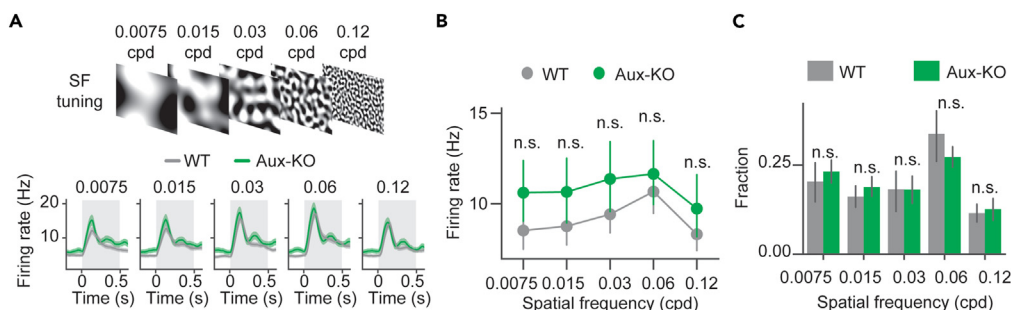 A
0.0075 0.015 0.03 0.06 0.12
cpd cpd cpd cpd cpd
SF
tuning
WT Aux-KO
0.0075 0.015 0.03 0.06 0.12
Firing rate (Hz)
20
10
0 0.5 0 0.5 0 0.5 0 0.5 0 0.5
Time (s) Time (s) Time (s) Time (s) Time (s)
B
WT Aux-KO
Firing rate (Hz)
15
10
n.s. n.s. n.s. n.s. n.s.
0.0075 0.015 0.03 0.06 0.12
Spatial frequency (cpd)
C
WT Aux-KO
Fraction
0.25
0.00
n.s. n.s. n.s. n.s. n.s.
0.0075 0.015 0.03 0.06 0.12
Spatial frequency (cpd)